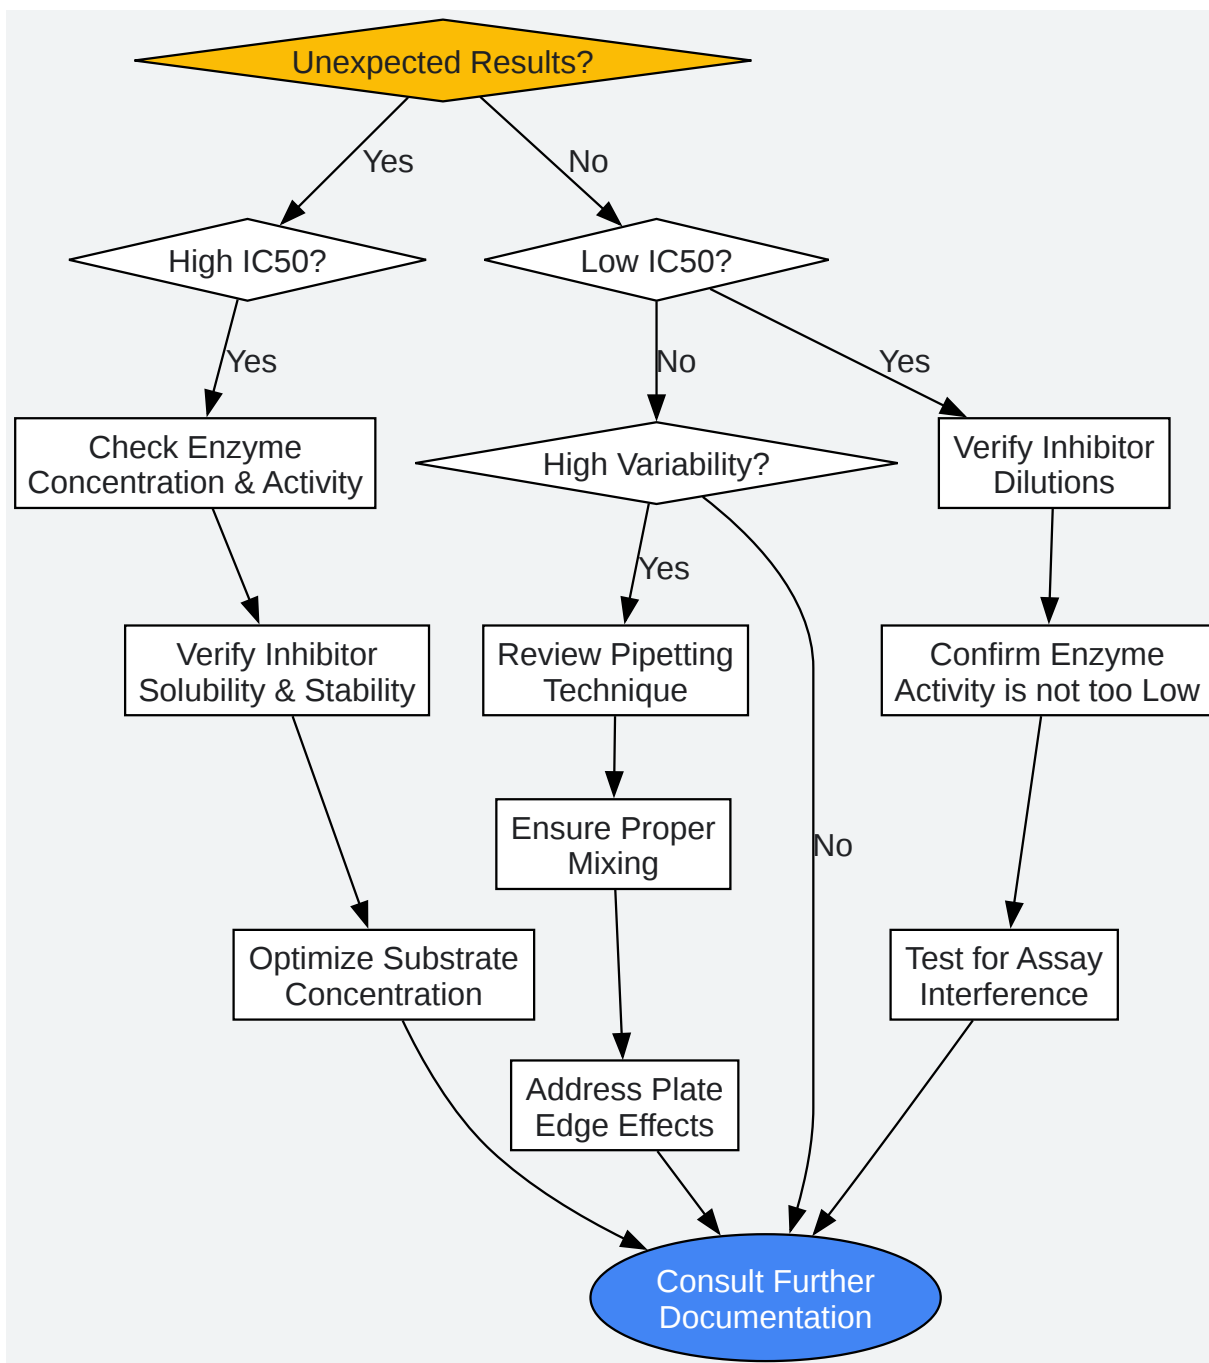 Unexpected Results?
Yes
No
High IC50?
Low IC50?
Yes
No
Yes
Check Enzyme
Concentration & Activity
High Variability?
Verify Inhibitor
Dilutions
Yes
Verify Inhibitor
Solubility & Stability
Review Pipetting
Technique
Confirm Enzyme
Activity is not too Low
Ensure Proper
Mixing
No
Optimize Substrate
Concentration
Test for Assay
Interference
Address Plate
Edge Effects
Consult Further
Documentation